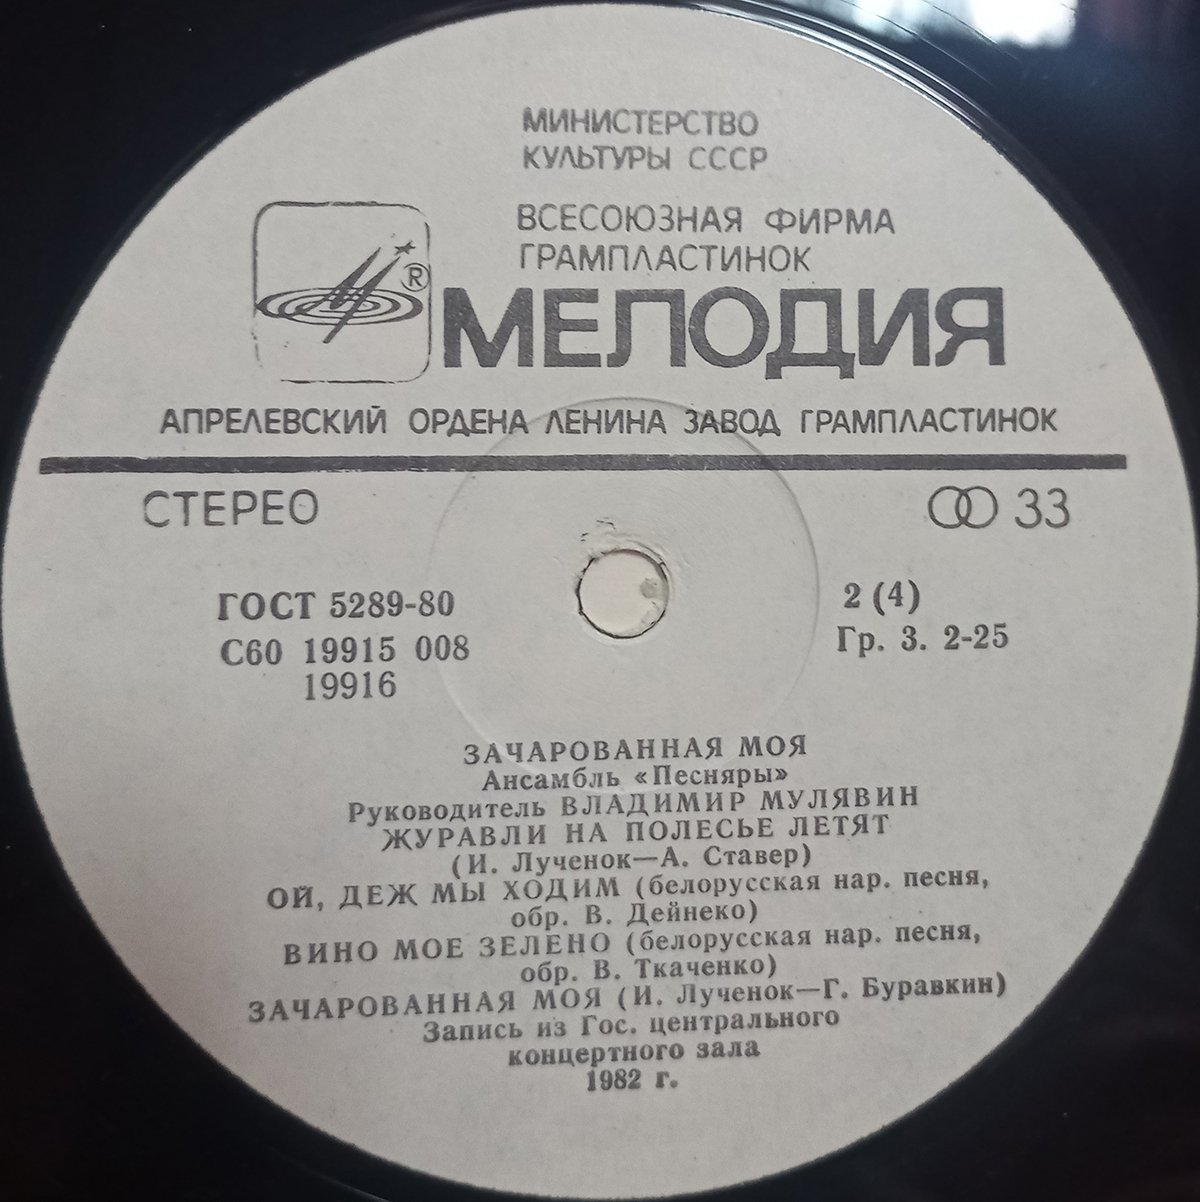 МИНИСТЕРСТВО
КУЛЬТУРЫ СССР
ВСЕСОЮЗНАЯ ФИРМА
ГРАМПЛАСТИНОК
®
МЕЛОДИЯ
АПРЕЛЕВСКИЙ ОРДЕНА ЛЕНИНА ЗАВОД ГРАМПЛАСТИНОК
СТЕРЕО
33
ГОСТ 5289-80
С60 19915 008
19916
2 (4)
Гр. 3. 2-25
ЗАЧАРОВАННАЯ МОЯ
Ансамбль «Песняры»
Руководитель ВЛАДИМИР МУЛЯВИН
ЖУРАВЛИ НА ПОЛЕСЬЕ ЛЕТЯТ
(И. Лученок—А. Ставер)
ОЙ, ДЕЖ МЫ ХОДИМ (белорусская нар. песня,
обр. В. Дейнеко)
ВИНО МОЕ ЗЕЛЕНО (белорусская нар. песня,
обр. В. Ткаченко)
ЗАЧАРОВАННАЯ МОЯ (И. Лученок—Г. Буравкин)
Запись из Гос. центрального
концертного зала
1982 г.